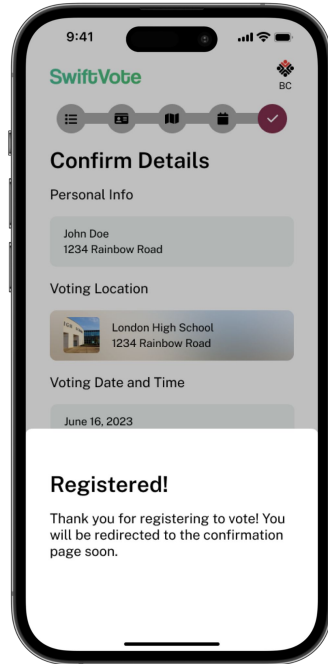 9:41
SwiftVote
BC
Confirm Details
Personal Info
John Doe
1234 Rainbow Road
Voting Location
London High School
1234 Rainbow Road
Voting Date and Time
June 16, 2023
Registered!
Thank you for registering to vote! You
will be redirected to the confirmation
page soon.